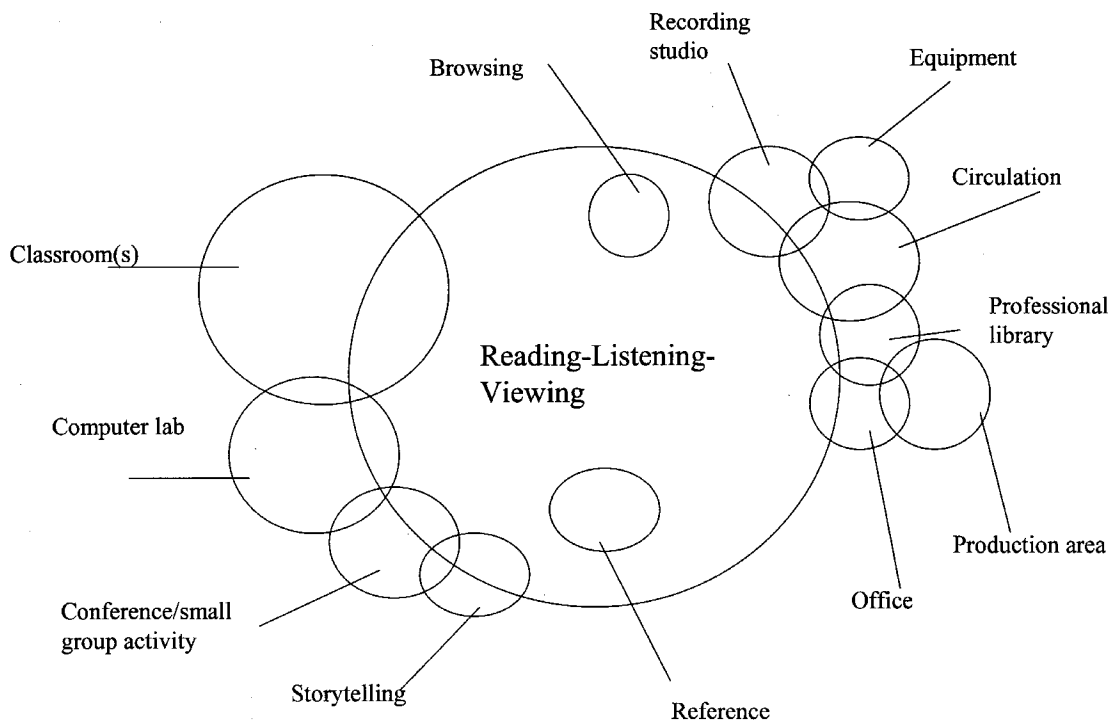 Recording
studio
Browsing
Equipment
Circulation
Classroom(s)
Professional
library
Reading-Listening-
Viewing
Computer lab
Production area
Office
Conference/small
group activity
Storytelling
Reference